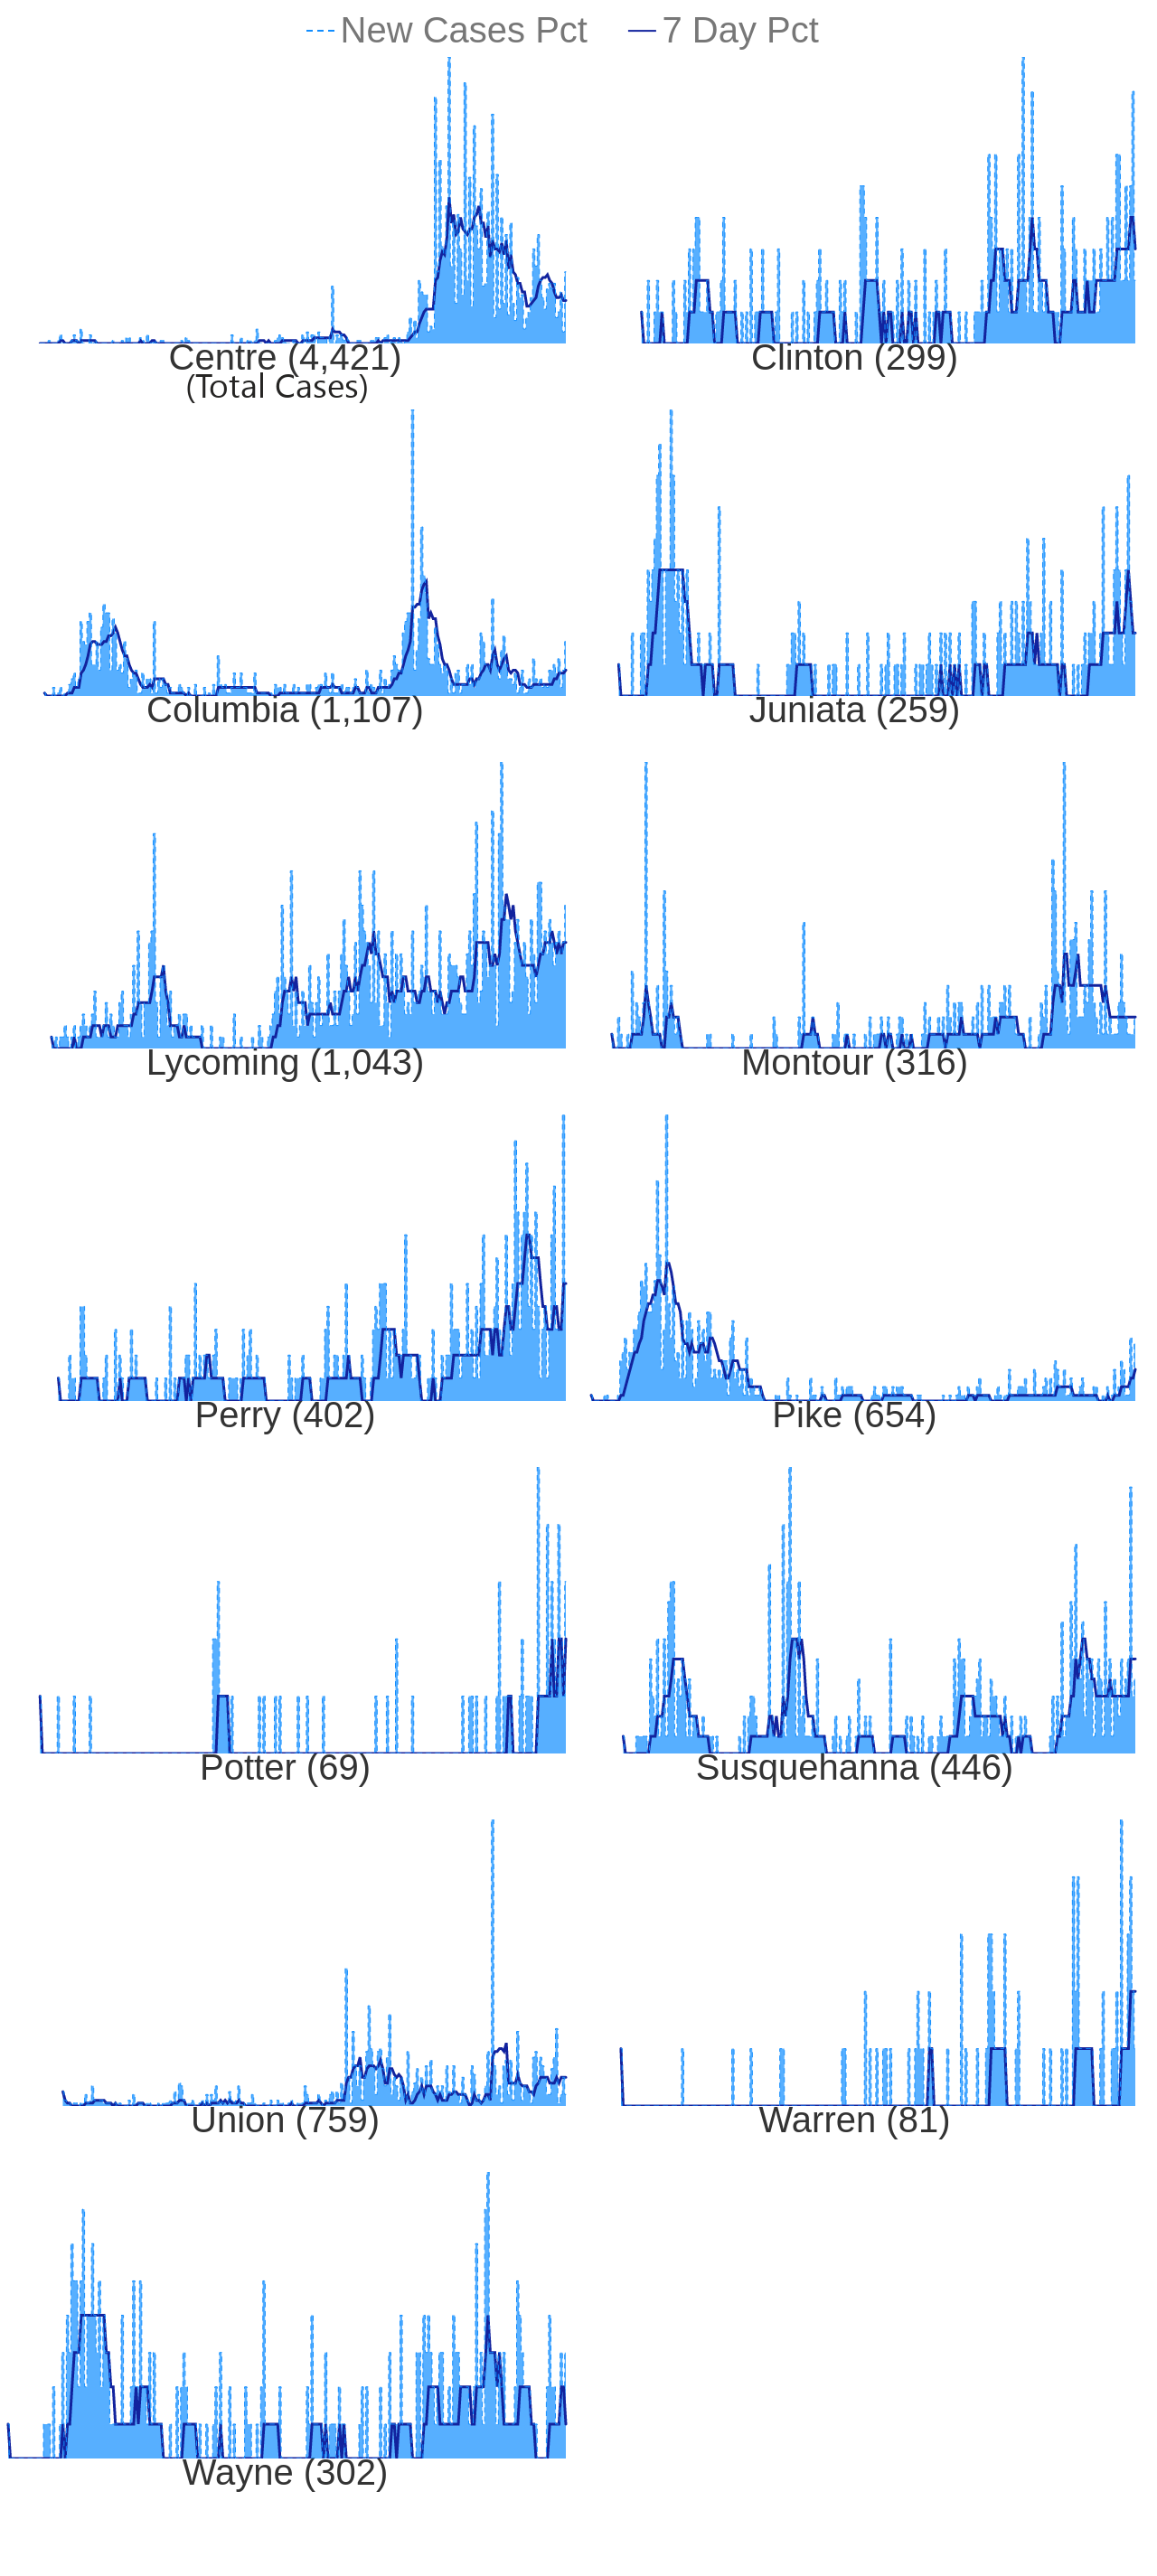 New Cases Pct 7 Day Pct
Centre (4,421) Clinton (299)
(Total Cases)
Columbia (1,107) Juniata (259)
Lycoming (1,043) Montour (316)
Perry (402) Pike (654)
Potter (69) Susquehanna (446)
Union (759) Warren (81)
Wayne (302)